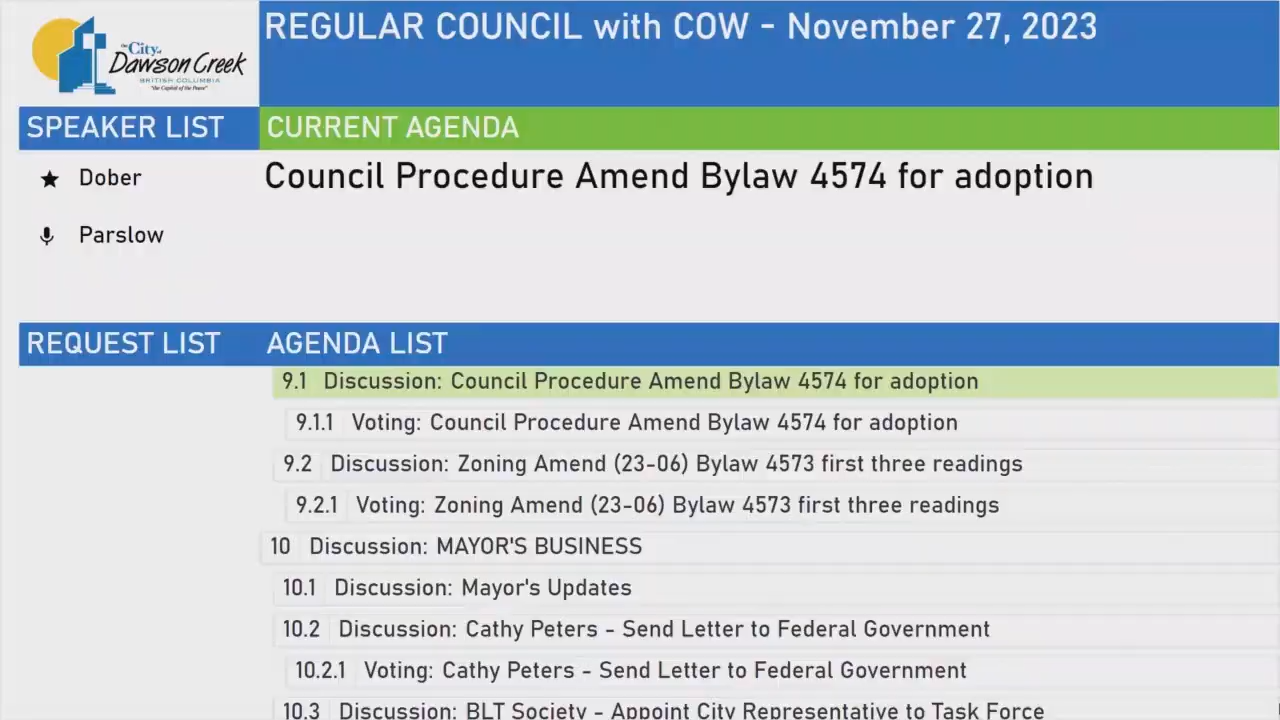 REGULAR COUNCIL with COW - November 27, 2023
the City of
Dawson Creek
BRITISH COLUMBIA
"the Capital of the Peace"
SPEAKER LIST
CURRENT AGENDA
Dober
Council Procedure Amend Bylaw 4574 for adoption
Parslow
REQUEST LIST
AGENDA LIST
9.1 Discussion: Council Procedure Amend Bylaw 4574 for adoption
9.1.1 Voting: Council Procedure Amend Bylaw 4574 for adoption
9.2 Discussion: Zoning Amend (23-06) Bylaw 4573 first three readings
9.2.1 Voting: Zoning Amend (23-06) Bylaw 4573 first three readings
10 Discussion: MAYOR'S BUSINESS
10.1 Discussion: Mayor's Updates
10.2 Discussion: Cathy Peters - Send Letter to Federal Government
10.2.1 Voting: Cathy Peters - Send Letter to Federal Government
10.3 Discussion: BLT Society - Appoint City Representative to Task Force